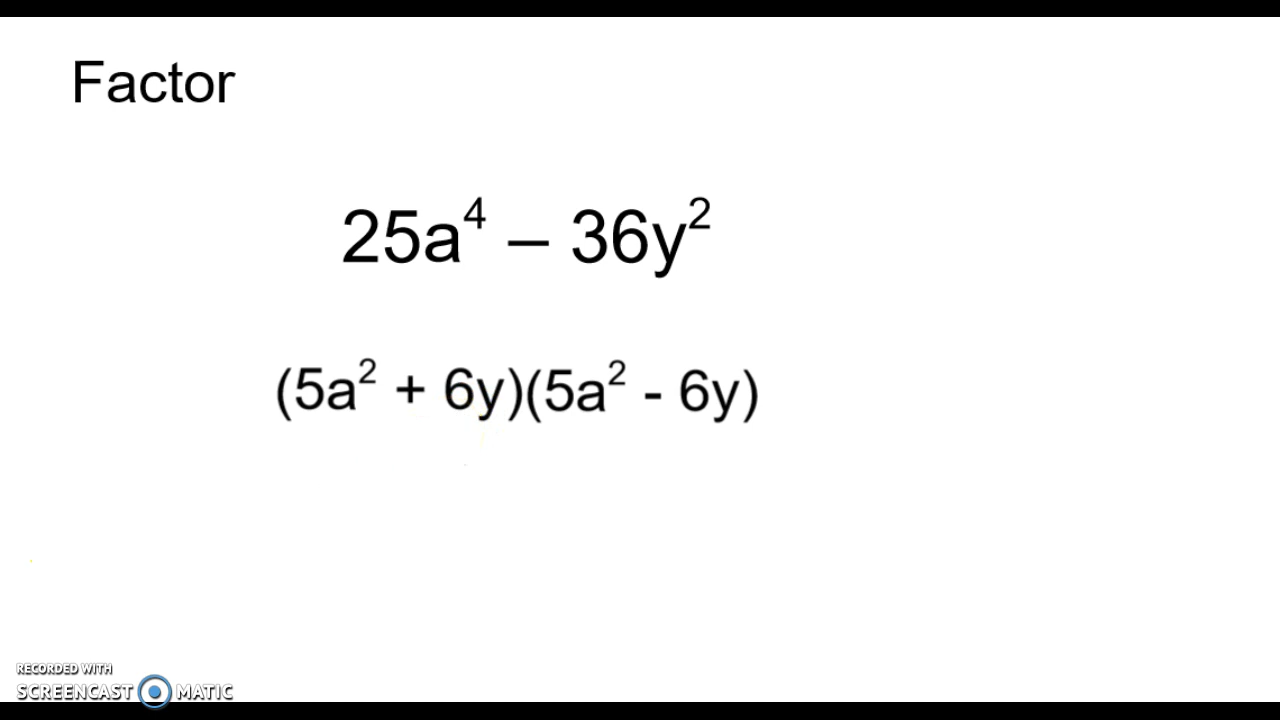 Factor
25a⁴ – 36y²
(5a² + 6y)(5a² - 6y)
RECORDED WITH
SCREENCAST MATIC